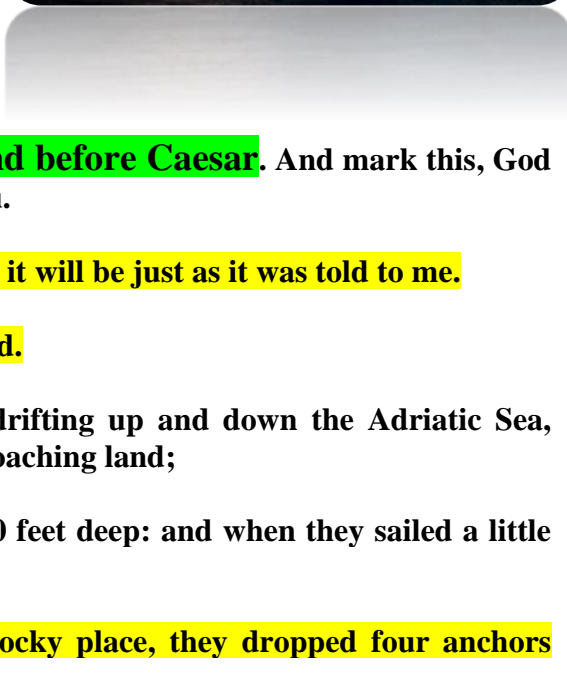 d before Caesar. And mark this, God
.
it will be just as it was told to me.
d.
drifting up and down the Adriatic Sea,
oaching land;
0 feet deep: and when they sailed a little
ocky place, they dropped four anchors